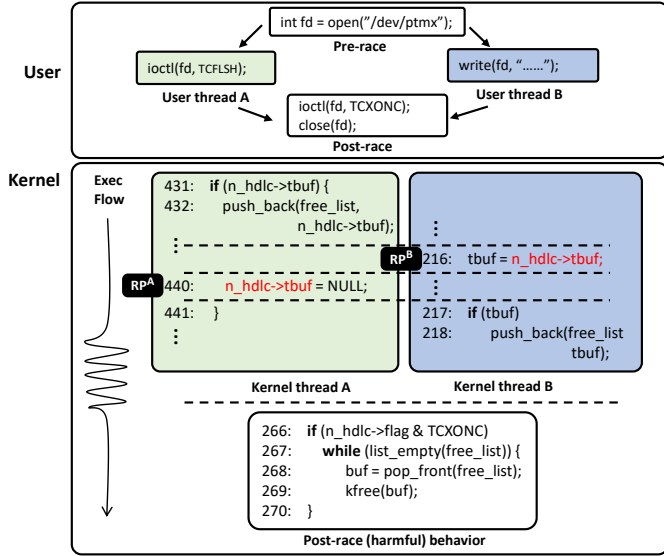 int fd = open("/dev/ptmx");
Pre-race
User
ioctl(fd, TCFLSH);
write(fd, "……");
User thread A
User thread B
ioctl(fd, TCXONC);
close(fd);
Post-race
Kernel
Exec
Flow
431: if (n_hdlc->tbuf) {
432: push_back(free_list,
n_hdlc->tbuf);
⋮
⋮
RP^B
216: tbuf = n_hdlc->tbuf;
RP^A
440: n_hdlc->tbuf = NULL;
⋮
441: }
⋮
217: if (tbuf)
218: push_back(free_list
tbuf);
Kernel thread A
Kernel thread B
266: if (n_hdlc->flag & TCXONC)
267: while (list_empty(free_list)) {
268: buf = pop_front(free_list);
269: kfree(buf);
270: }
Post-race (harmful) behavior